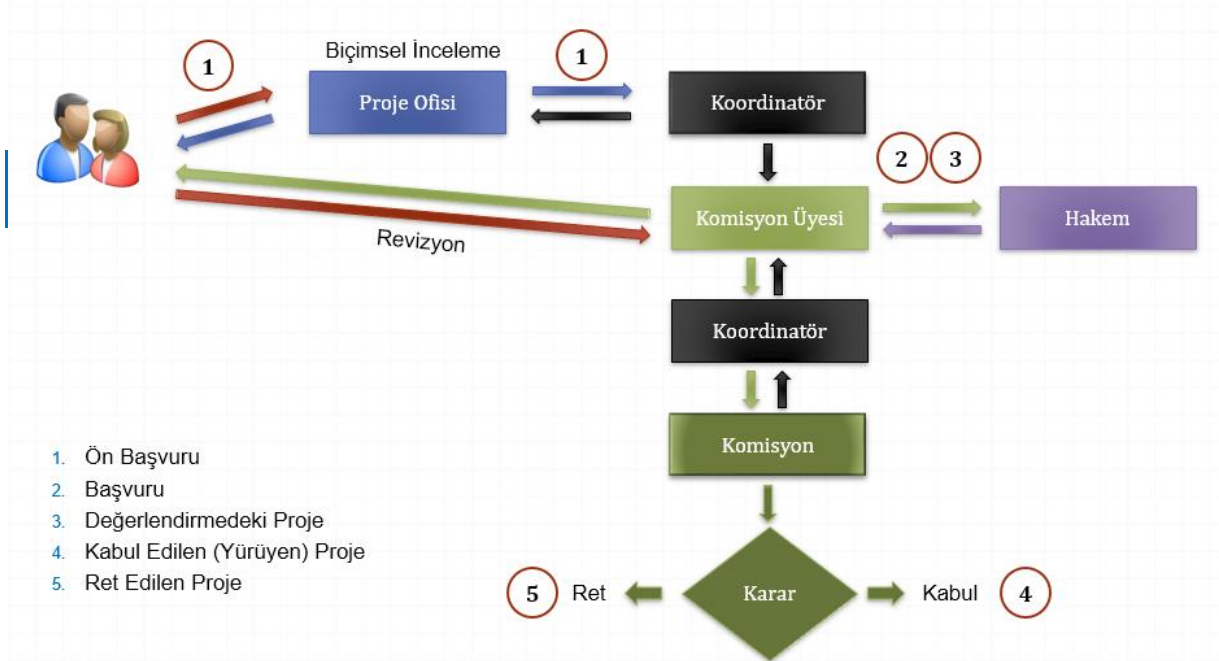 Biçimsel İnceleme
1
1
Proje Ofisi
Koordinatör
2
3
Komisyon Üyesi
Hakem
Revizyon
Koordinatör
Komisyon
1. Ön Başvuru
2. Başvuru
3. Değerlendirmedeki Proje
4. Kabul Edilen (Yürüyen) Proje
5. Ret Edilen Proje
5
Ret
Karar
Kabul
4